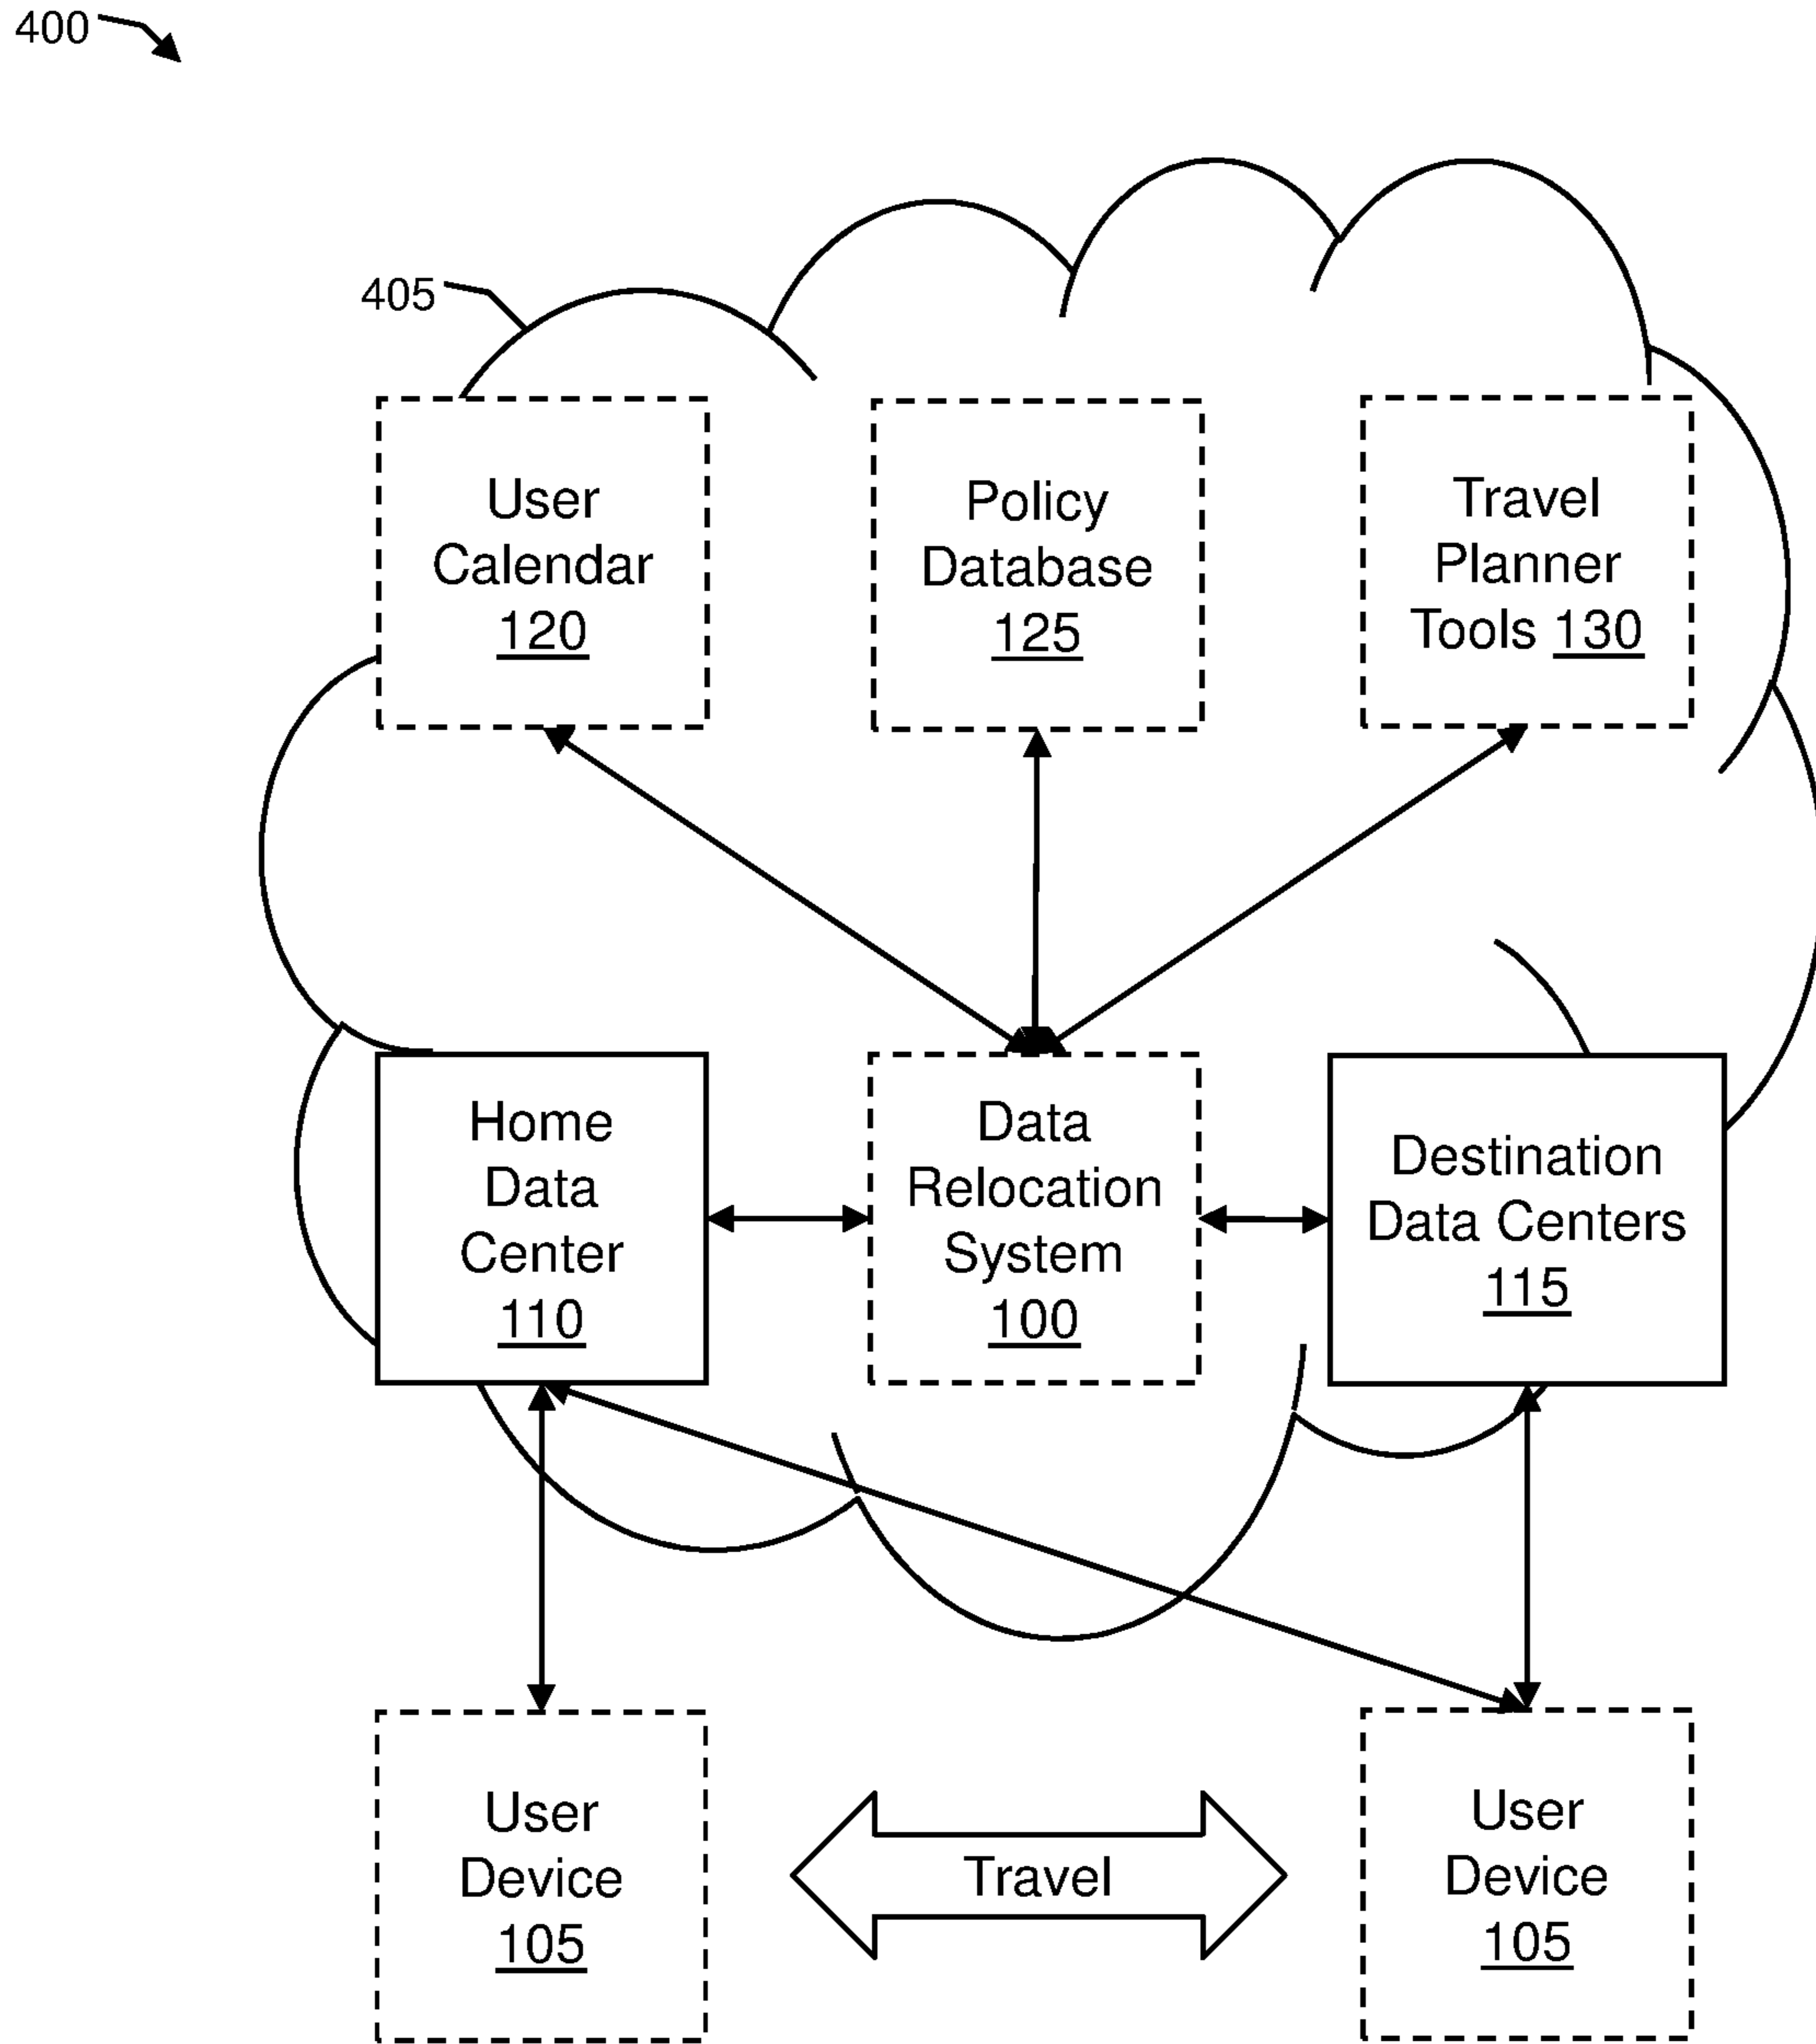 400
405
User
Calendar
120
Policy
Database
125
Travel
Planner
Tools 130
Home
Data
Center
110
Data
Relocation
System
100
Destination
Data Centers
115
User
Device
105
Travel
User
Device
105